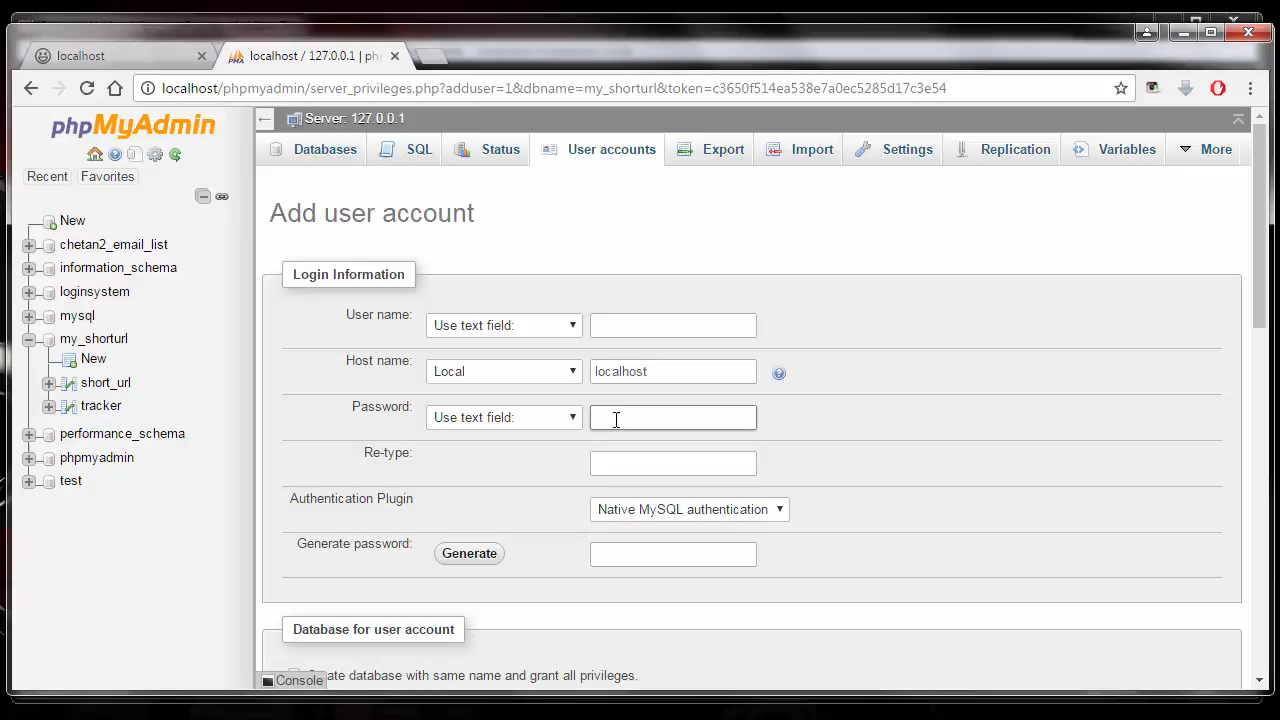 localhost
localhost / 127.0.0.1 | ph
localhost/phpmyadmin/server_privileges.php?adduser=1&dbname=my_shorturl&token=c3650f514ea538e7a0ec5285d17c3e54
phpMyAdmin
Recent Favorites
New
chetan2_email_list
information_schema
loginsystem
mysql
my_shorturl
New
short_url
tracker
performance_schema
phpmyadmin
test
Server: 127.0.0.1
Databases SQL Status User accounts Export Import Settings Replication Variables More
Add user account
Login Information
User name: Use text field:
Host name: Local localhost
Password: Use text field:
Re-type:
Authentication Plugin Native MySQL authentication
Generate password: Generate
Database for user account
Create database with same name and grant all privileges.
Console